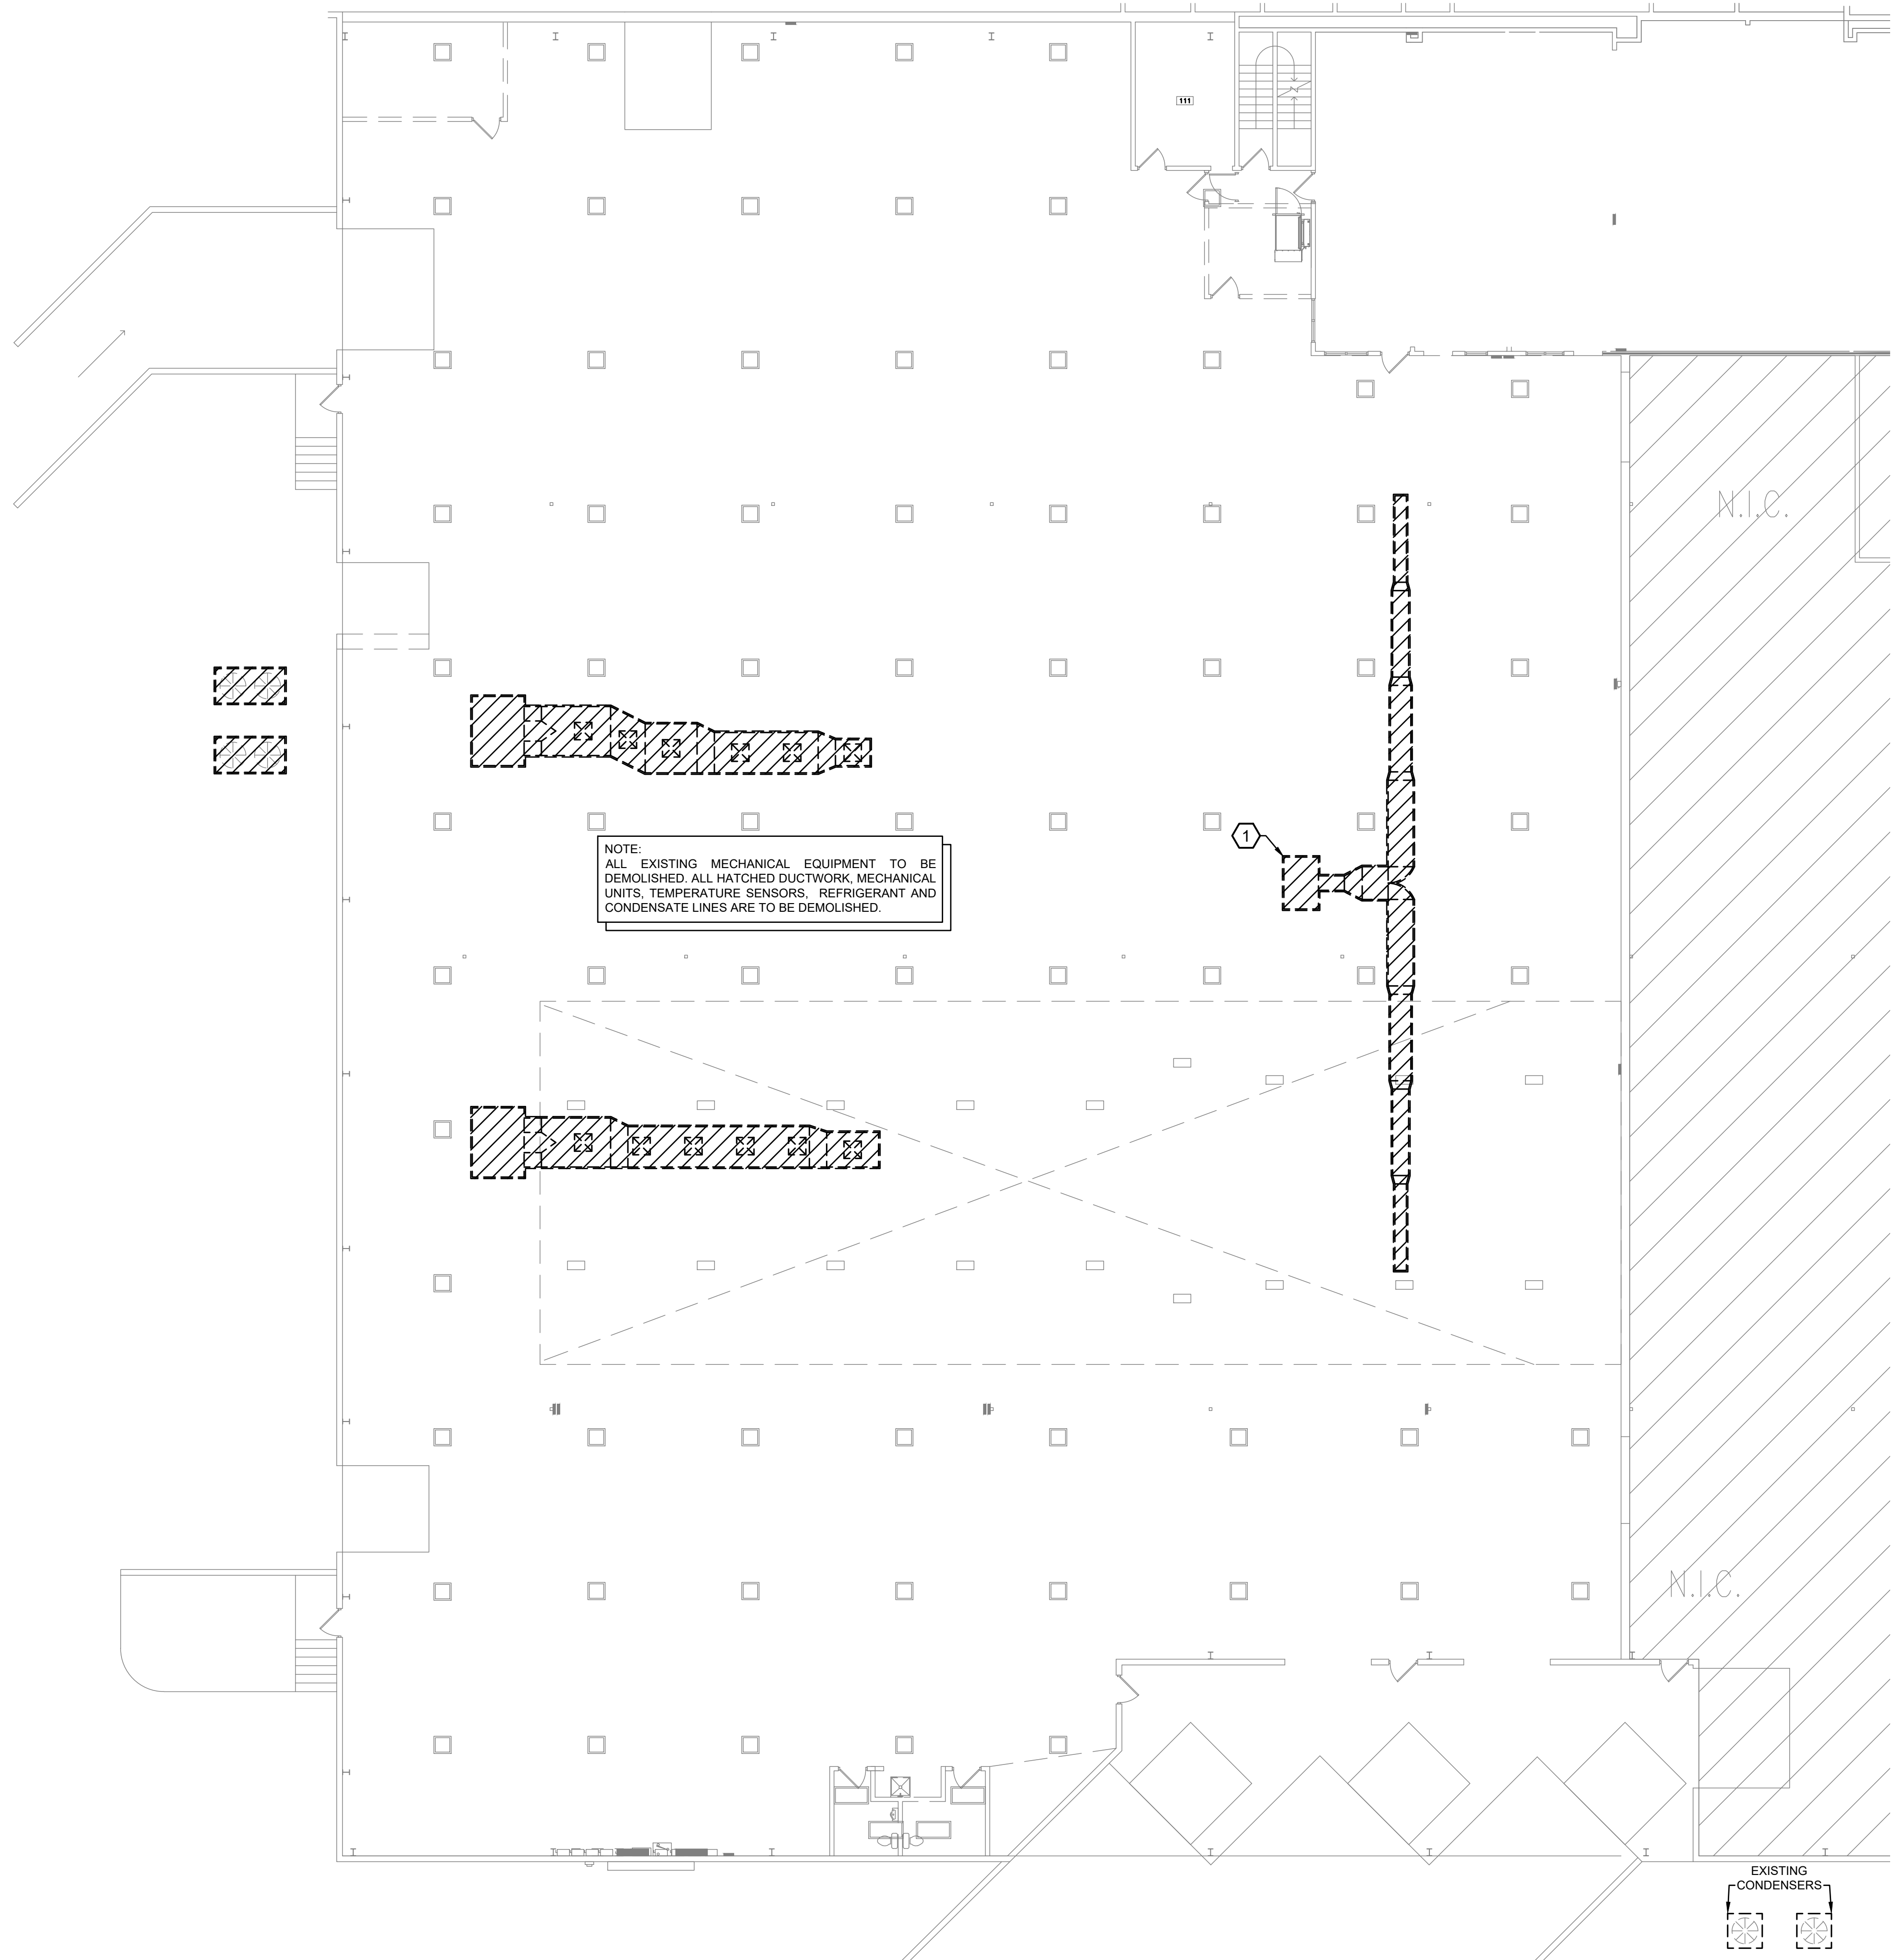 111
N.I.C.
1
NOTE:
ALL EXISTING MECHANICAL EQUIPMENT TO BE
DEMOLISHED. ALL HATCHED DUCTWORK, MECHANICAL
UNITS, TEMPERATURE SENSORS, REFRIGERANT AND
CONDENSATE LINES ARE TO BE DEMOLISHED.
N.I.C.
EXISTING
CONDENSERS